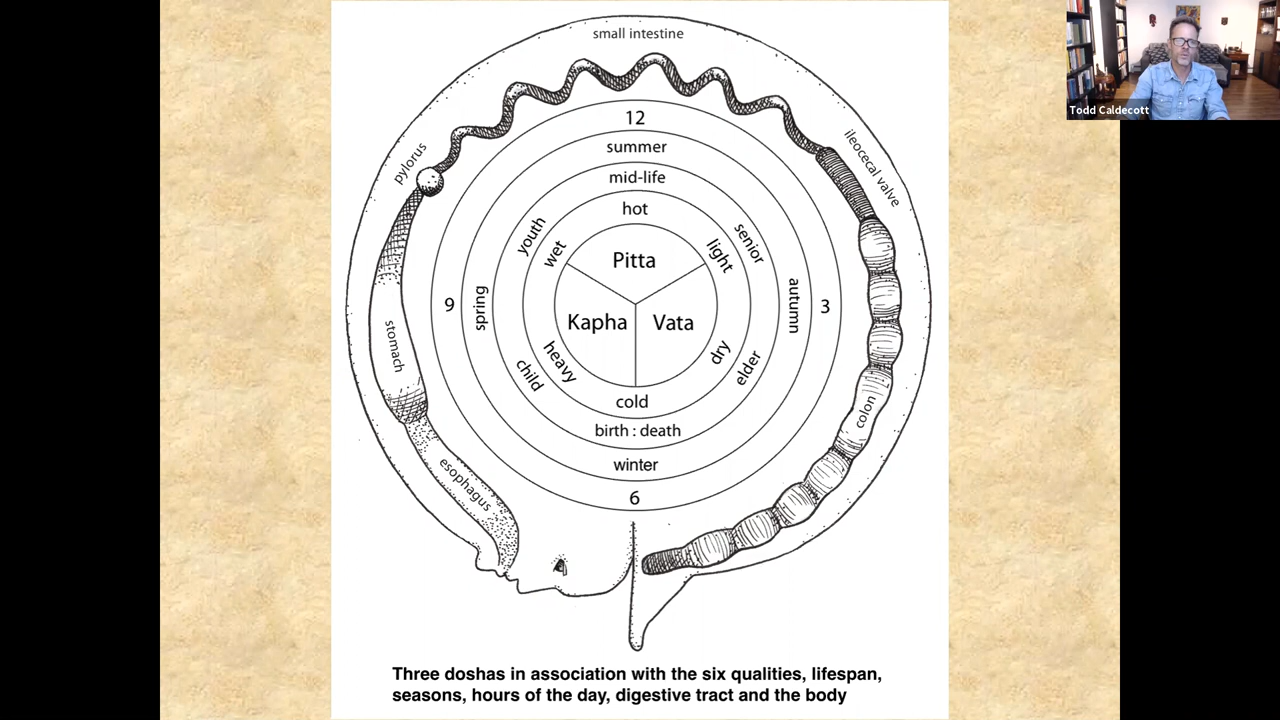 small intestine
pylorus
ileocecal valve
12
summer
mid-life
hot
youth
wet
light
senior
Pitta
9
spring
Kapha
Vata
autumn
3
stomach
child
heavy
dry
elder
cold
colon
birth : death
winter
6
esophagus
Three doshas in association with the six qualities, lifespan,
seasons, hours of the day, digestive tract and the body
Todd Caldecott